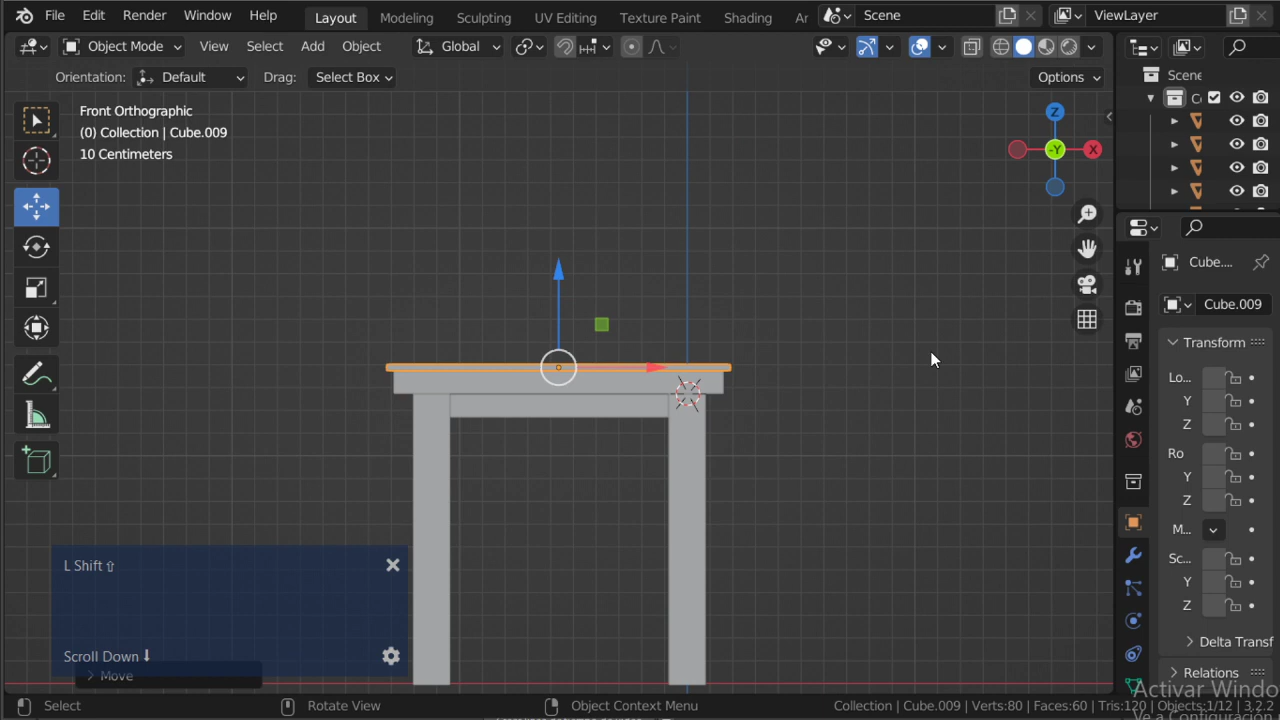 File Edit Render Window Help Layout Modeling Sculpting UV Editing Texture Paint Shading Scene ViewLayer
Object Mode View Select Add Object Global
Orientation: Default Drag: Select Box Options
Front Orthographic
(0) Collection | Cube.009
10 Centimeters
Z
-Y
X
L Shift
Scroll Down
Move
Scene
Cube....
Cube.009
Transform
Lo...
Y
Z
Ro
Y
Z
M...
Sc...
Y
Z
Delta Transf
Relations
Activar Windo
Select Rotate View Object Context Menu Collection | Cube.009 | Verts:80 | Faces:60 | Tris:120 | Objects:1/12 | 3.2.2